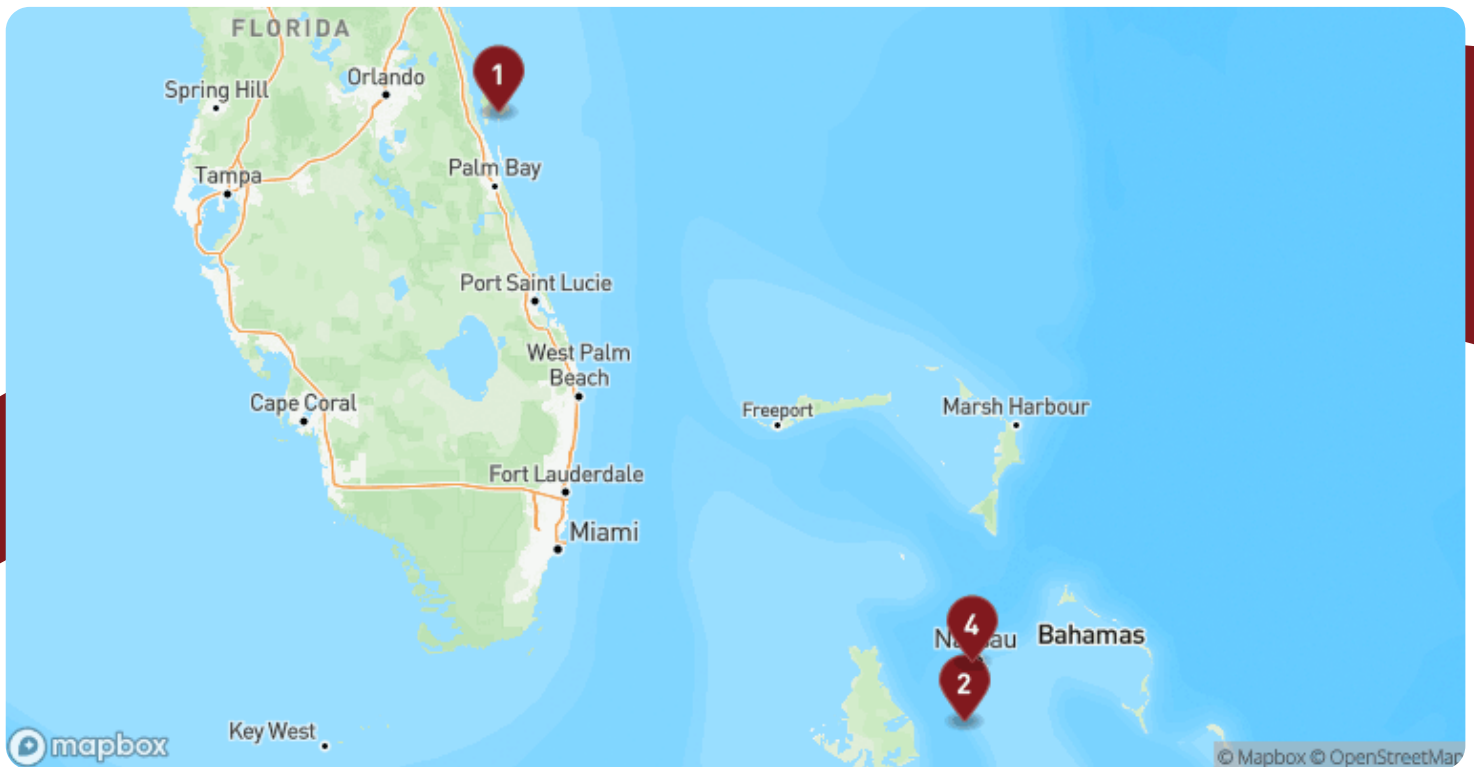 FLORIDA
1
Orlando
Spring Hill
Palm Bay
Tampa
Port Saint Lucie
West Palm
Beach
Cape Coral
Freeport
Marsh Harbour
Fort Lauderdale
Miami
4
Bahamas
2
Key West
mapbox
© Mapbox © OpenStreetMap